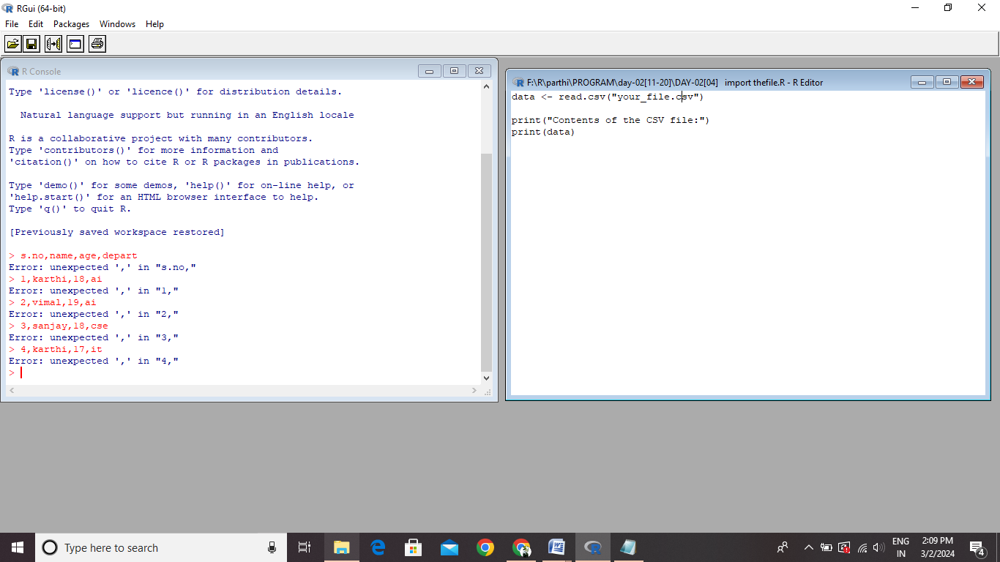 RGui (64-bit)
File Edit Packages Windows Help
R Console
Type 'license()' or 'licence()' for distribution details.
Natural language support but running in an English locale
R is a collaborative project with many contributors.
Type 'contributors()' for more information and
'citation()' on how to cite R or R packages in publications.
Type 'demo()' for some demos, 'help()' for on-line help, or
'help.start()' for an HTML browser interface to help.
Type 'q()' to quit R.
[Previously saved workspace restored]
> s.no,name,age,depart
Error: unexpected ',' in "s.no,"
> 1,karthi,18,ai
Error: unexpected ',' in "1,"
> 2,vimal,19,ai
Error: unexpected ',' in "2,"
> 3,sanjay,18,cse
Error: unexpected ',' in "3,"
> 4,karthi,17,it
Error: unexpected ',' in "4,"
>
F:\R\parthi\PROGRAM\day-02[11-20]\DAY-02[04] import thefile.R - R Editor
data <- read.csv("your_file.csv")
print("Contents of the CSV file:")
print(data)
Type here to search
ENG
IN
2:09 PM
3/2/2024
4